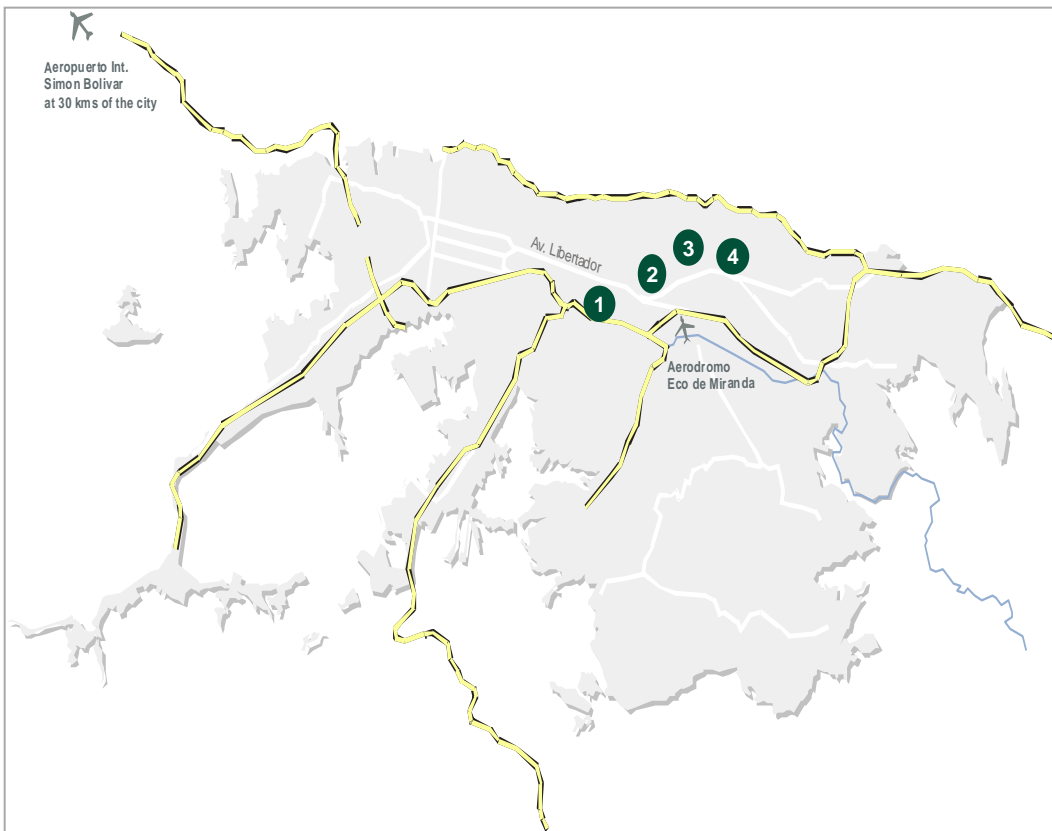 Aeropuerto Int.
Simon Bolivar
at 30 kms of the city
Av. Libertador
3
4
2
1
Aerodromo
Eco de Miranda